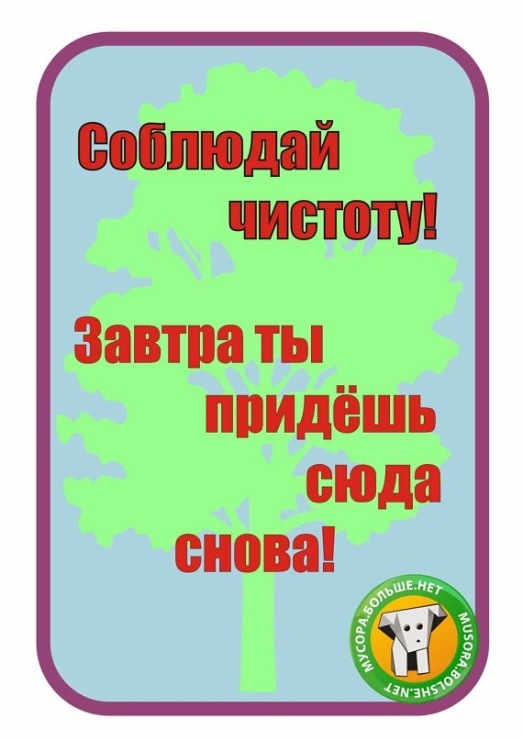 Соблюдай
чистоту!
Завтра ты
придёшь
сюда
снова!
МУСОРА.БОЛЬШЕ.НЕТ
MUSORA.BOLSHE.NET